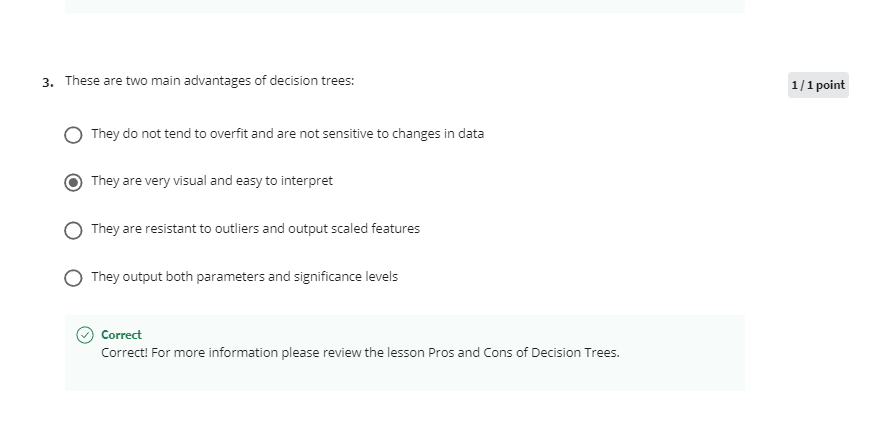 3. These are two main advantages of decision trees:
1 / 1 point
They do not tend to overfit and are not sensitive to changes in data
They are very visual and easy to interpret
They are resistant to outliers and output scaled features
They output both parameters and significance levels
Correct
Correct! For more information please review the lesson Pros and Cons of Decision Trees.